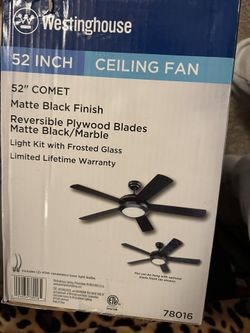 Westinghouse
52 INCH
CEILING FAN
52" COMET
Matte Black Finish
Reversible Plywood Blades
Matte Black/Marble
Light Kit with Frosted Glass
Limited Lifetime Warranty
78016